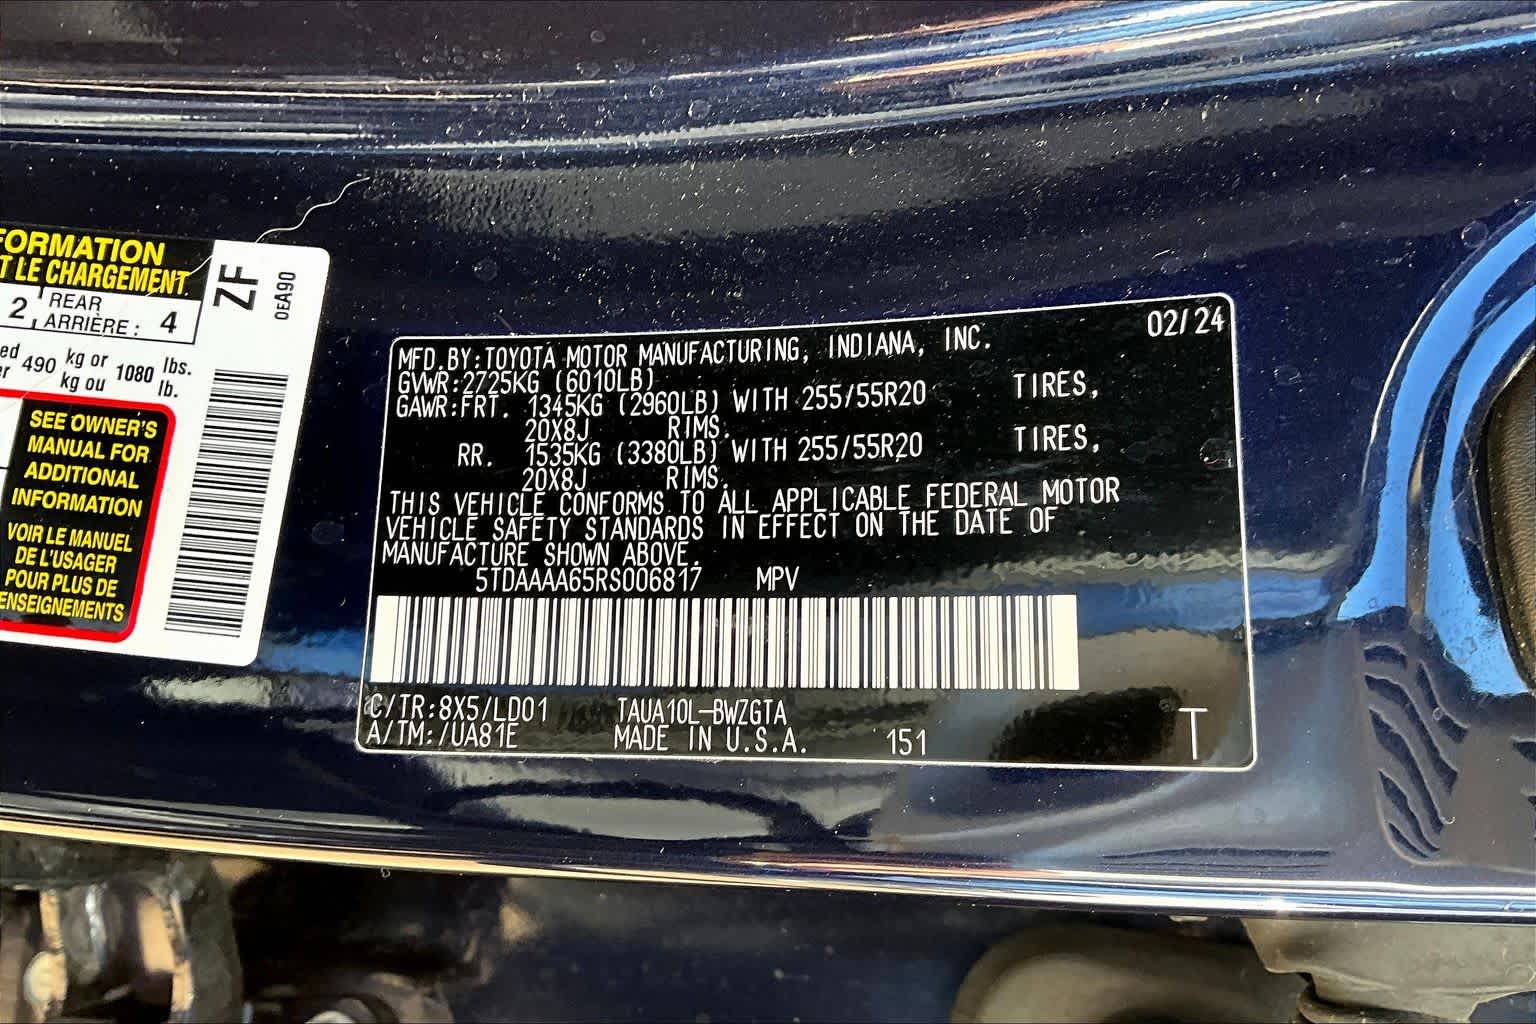 FORMATION
T LE CHARGEMENT
2 REAR ARRIÈRE : 4
490 kg or kg ou 1080 lbs. lb.
SEE OWNER'S
MANUAL FOR
ADDITIONAL
INFORMATION
VOIR LE MANUEL
DE L'USAGER
POUR PLUS DE
ENSEIGNEMENTS
ZF
0EA90
02/24
MFD.BY:TOYOTA MOTOR MANUFACTURING, INDIANA, INC.
GVWR:2725KG (6010LB)
GAWR:FRT. 1345KG (2960LB) WITH 255/55R20 TIRES,
20X8J RIMS.
RR. 1535KG (3380LB) WITH 255/55R20 TIRES,
20X8J RIMS.
THIS VEHICLE CONFORMS TO ALL APPLICABLE FEDERAL MOTOR
VEHICLE SAFETY STANDARDS IN EFFECT ON THE DATE OF
MANUFACTURE SHOWN ABOVE.
5TDAAAA65RS006817 MPV
C/TR:8X5/LD01 TAUA10L-BWZGTA
A/TM:/UA81E MADE IN U.S.A. 151 T